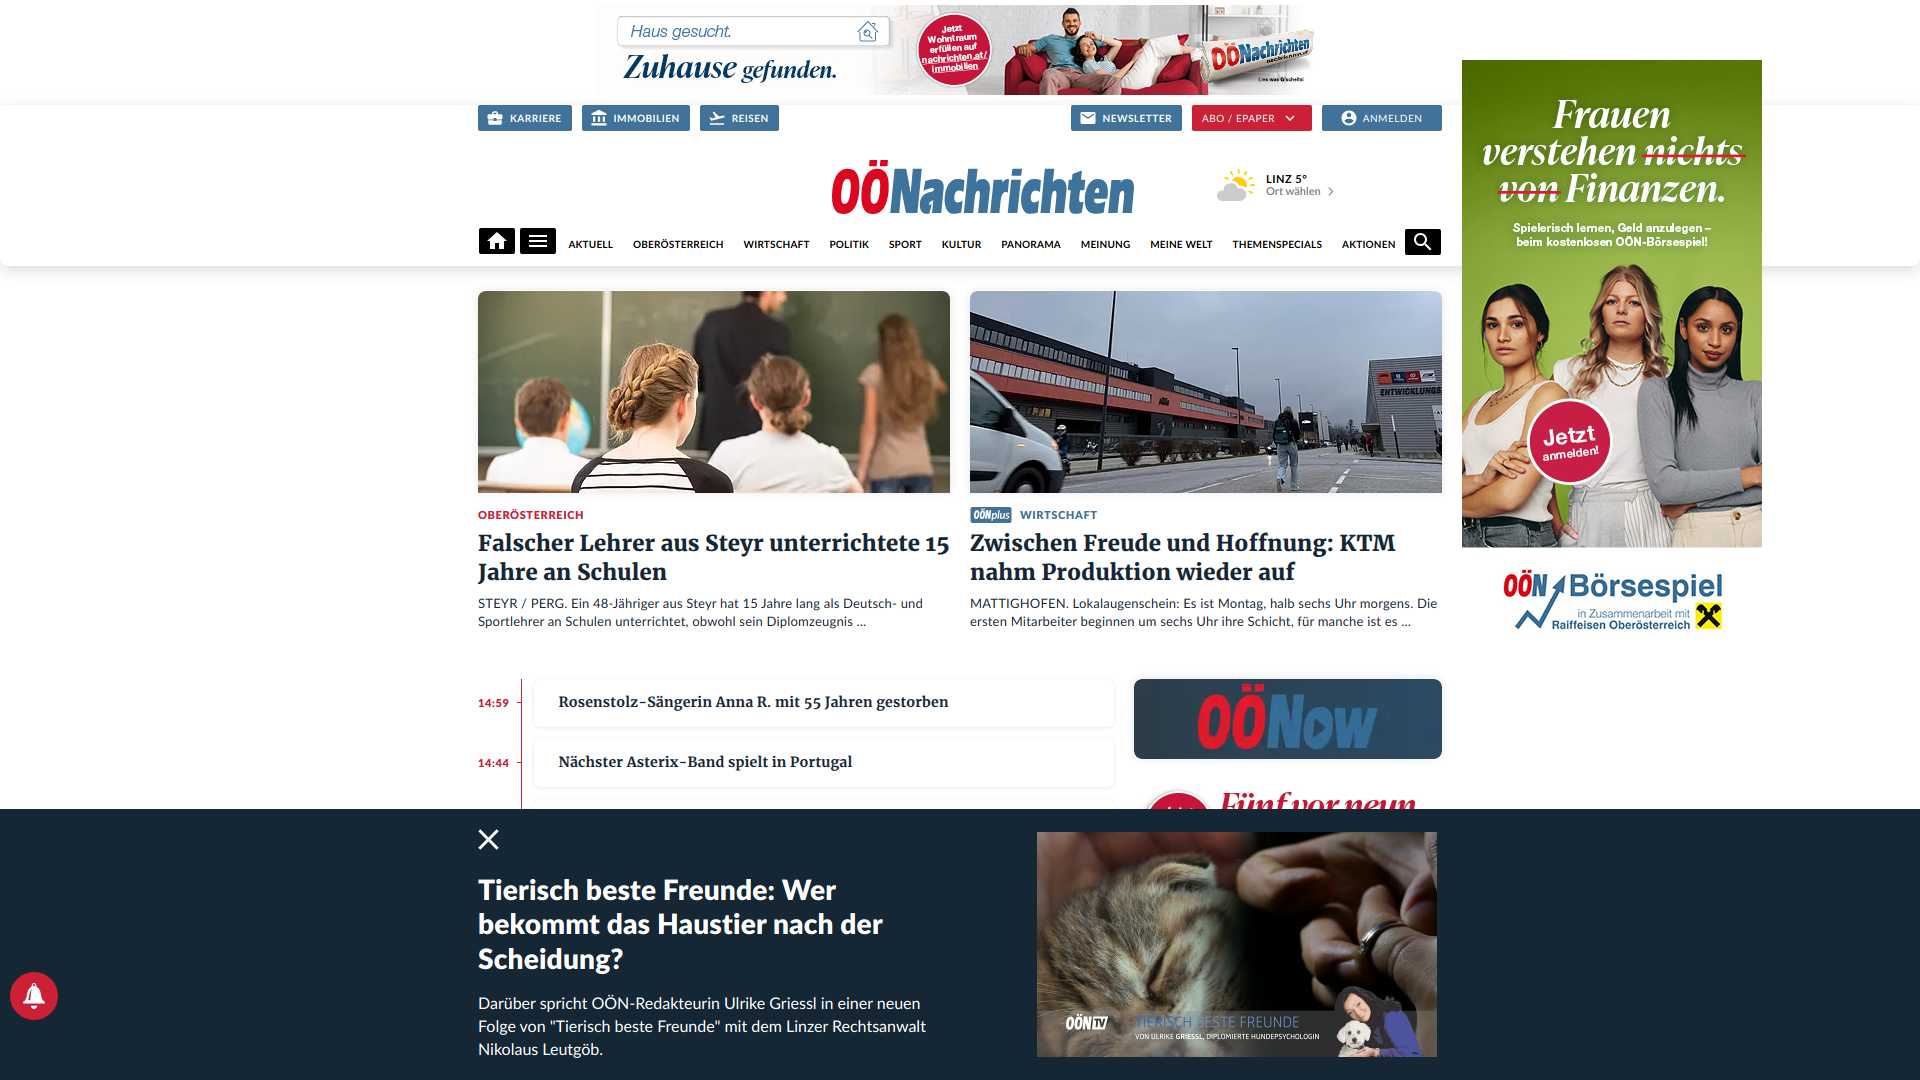 Haus gesucht.
Zuhause gefunden.
Jetzt
Wohntraum
erfüllen auf
nachrichten.at/
immobilien
OÖNachrichten
Lies was G'scheits!
KARRIERE
IMMOBILIEN
REISEN
NEWSLETTER
ABO / EPAPER
ANMELDEN
OÖNachrichten
LINZ 5°
Ort wählen
AKTUELL
OBERÖSTERREICH
WIRTSCHAFT
POLITIK
SPORT
KULTUR
PANORAMA
MEINUNG
MEINE WELT
THEMENSPECIALS
AKTIONEN
Frauen
verstehen nichts
von Finanzen.
Spielerisch lernen, Geld anzulegen –
beim kostenlosen OÖN-Börsespiel!
Jetzt
anmelden!
OÖN Börsespiel
in Zusammenarbeit mit
Raiffeisen Oberösterreich
ENTWICKLUNGS
OBERÖSTERREICH
Falscher Lehrer aus Steyr unterrichtete 15
Jahre an Schulen
STEYR / PERG. Ein 48-Jähriger aus Steyr hat 15 Jahre lang als Deutsch- und
Sportlehrer an Schulen unterrichtet, obwohl sein Diplomzeugnis ...
OÖNplus WIRTSCHAFT
Zwischen Freude und Hoffnung: KTM
nahm Produktion wieder auf
MATTIGHOFEN. Lokalaugenschein: Es ist Montag, halb sechs Uhr morgens. Die
ersten Mitarbeiter beginnen um sechs Uhr ihre Schicht, für manche ist es ...
14:59
Rosenstolz-Sängerin Anna R. mit 55 Jahren gestorben
14:44
Nächster Asterix-Band spielt in Portugal
OÖNow
Fünf vor neun
Tierisch beste Freunde: Wer
bekommt das Haustier nach der
Scheidung?
Darüber spricht OÖN-Redakteurin Ulrike Griessl in einer neuen
Folge von "Tierisch beste Freunde" mit dem Linzer Rechtsanwalt
Nikolaus Leutgöb.
OÖN TV
TIERISCH BESTE FREUNDE
VON ULRIKE GRIESSL, DIPLOMIERTE HUNDEPSYCHOLOGIN